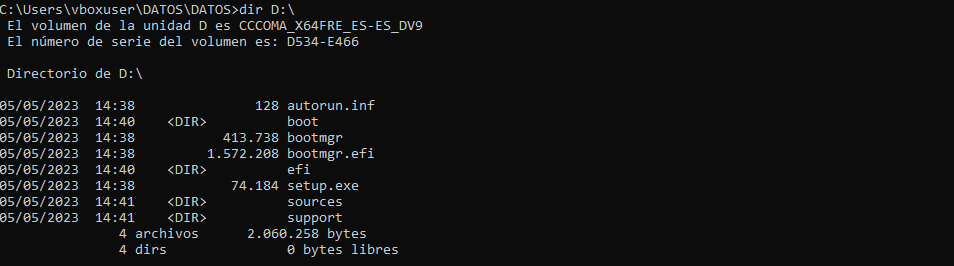 C:\Users\vboxuser\DATOS\DATOS>dir D:\
El volumen de la unidad D es CCCOMA_X64FRE_ES-ES_DV9
El número de serie del volumen es: D534-E466
Directorio de D:\
05/05/2023  14:38               128 autorun.inf
05/05/2023  14:40    <DIR>          boot
05/05/2023  14:38           413.738 bootmgr
05/05/2023  14:38         1.572.208 bootmgr.efi
05/05/2023  14:40    <DIR>          efi
05/05/2023  14:38            74.184 setup.exe
05/05/2023  14:41    <DIR>          sources
05/05/2023  14:41    <DIR>          support
4 archivos      2.060.258 bytes
4 dirs               0 bytes libres